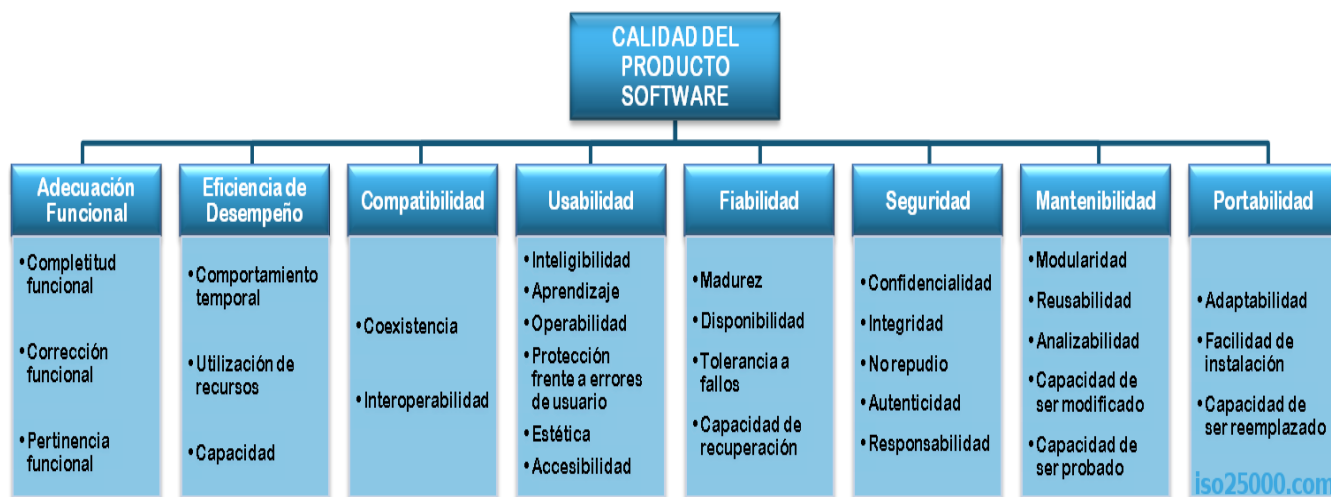 CALIDAD DEL
PRODUCTO
SOFTWARE
Adecuación
Funcional
•Completitud
funcional
•Corrección
funcional
•Pertinencia
funcional
Eficiencia de
Desempeño
•Comportamiento
temporal
•Utilización de
recursos
•Capacidad
Compatibilidad
•Coexistencia
•Interoperabilidad
Usabilidad
•Inteligibilidad
•Aprendizaje
•Operabilidad
•Protección
frente a errores
de usuario
•Estética
•Accesibilidad
Fiabilidad
•Madurez
•Disponibilidad
•Tolerancia a
fallos
•Capacidad de
recuperación
Seguridad
•Confidencialidad
•Integridad
•No repudio
•Autenticidad
•Responsabilidad
Mantenibilidad
•Modularidad
•Reusabilidad
•Analizabilidad
•Capacidad de
ser modificado
•Capacidad de
ser probado
Portabilidad
•Adaptabilidad
•Facilidad de
instalación
•Capacidad de
ser reemplazado
iso25000.com